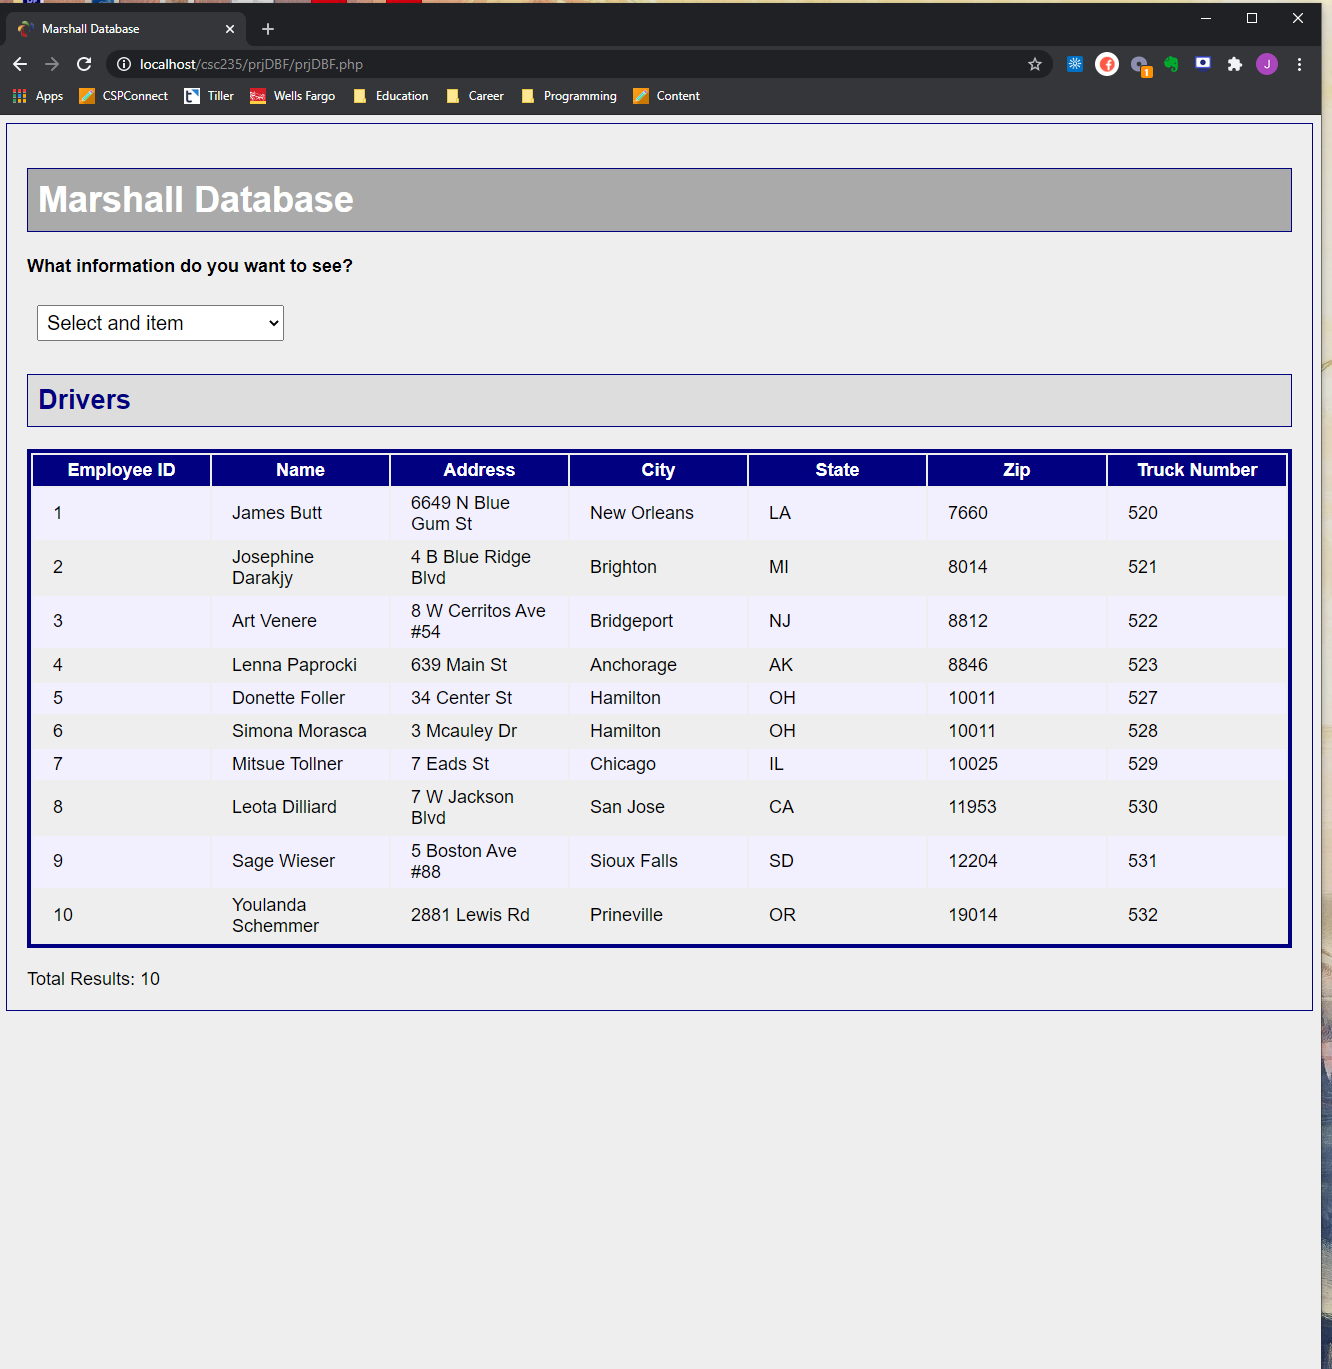 Marshall Database
localhost/csc235/prjDBF/prjDBF.php
1
J
Apps CSPConnect Tiller Wells Fargo Education Career Programming Content
Marshall Database
What information do you want to see?
Select and item
Drivers
Employee ID Name Address City State Zip Truck Number
1 James Butt 6649 N Blue Gum St New Orleans LA 7660 520
2 Josephine Darakjy 4 B Blue Ridge Blvd Brighton MI 8014 521
3 Art Venere 8 W Cerritos Ave #54 Bridgeport NJ 8812 522
4 Lenna Paprocki 639 Main St Anchorage AK 8846 523
5 Donette Foller 34 Center St Hamilton OH 10011 527
6 Simona Morasca 3 Mcauley Dr Hamilton OH 10011 528
7 Mitsue Tollner 7 Eads St Chicago IL 10025 529
8 Leota Dilliard 7 W Jackson Blvd San Jose CA 11953 530
9 Sage Wieser 5 Boston Ave #88 Sioux Falls SD 12204 531
10 Youlanda Schemmer 2881 Lewis Rd Prineville OR 19014 532
Total Results: 10